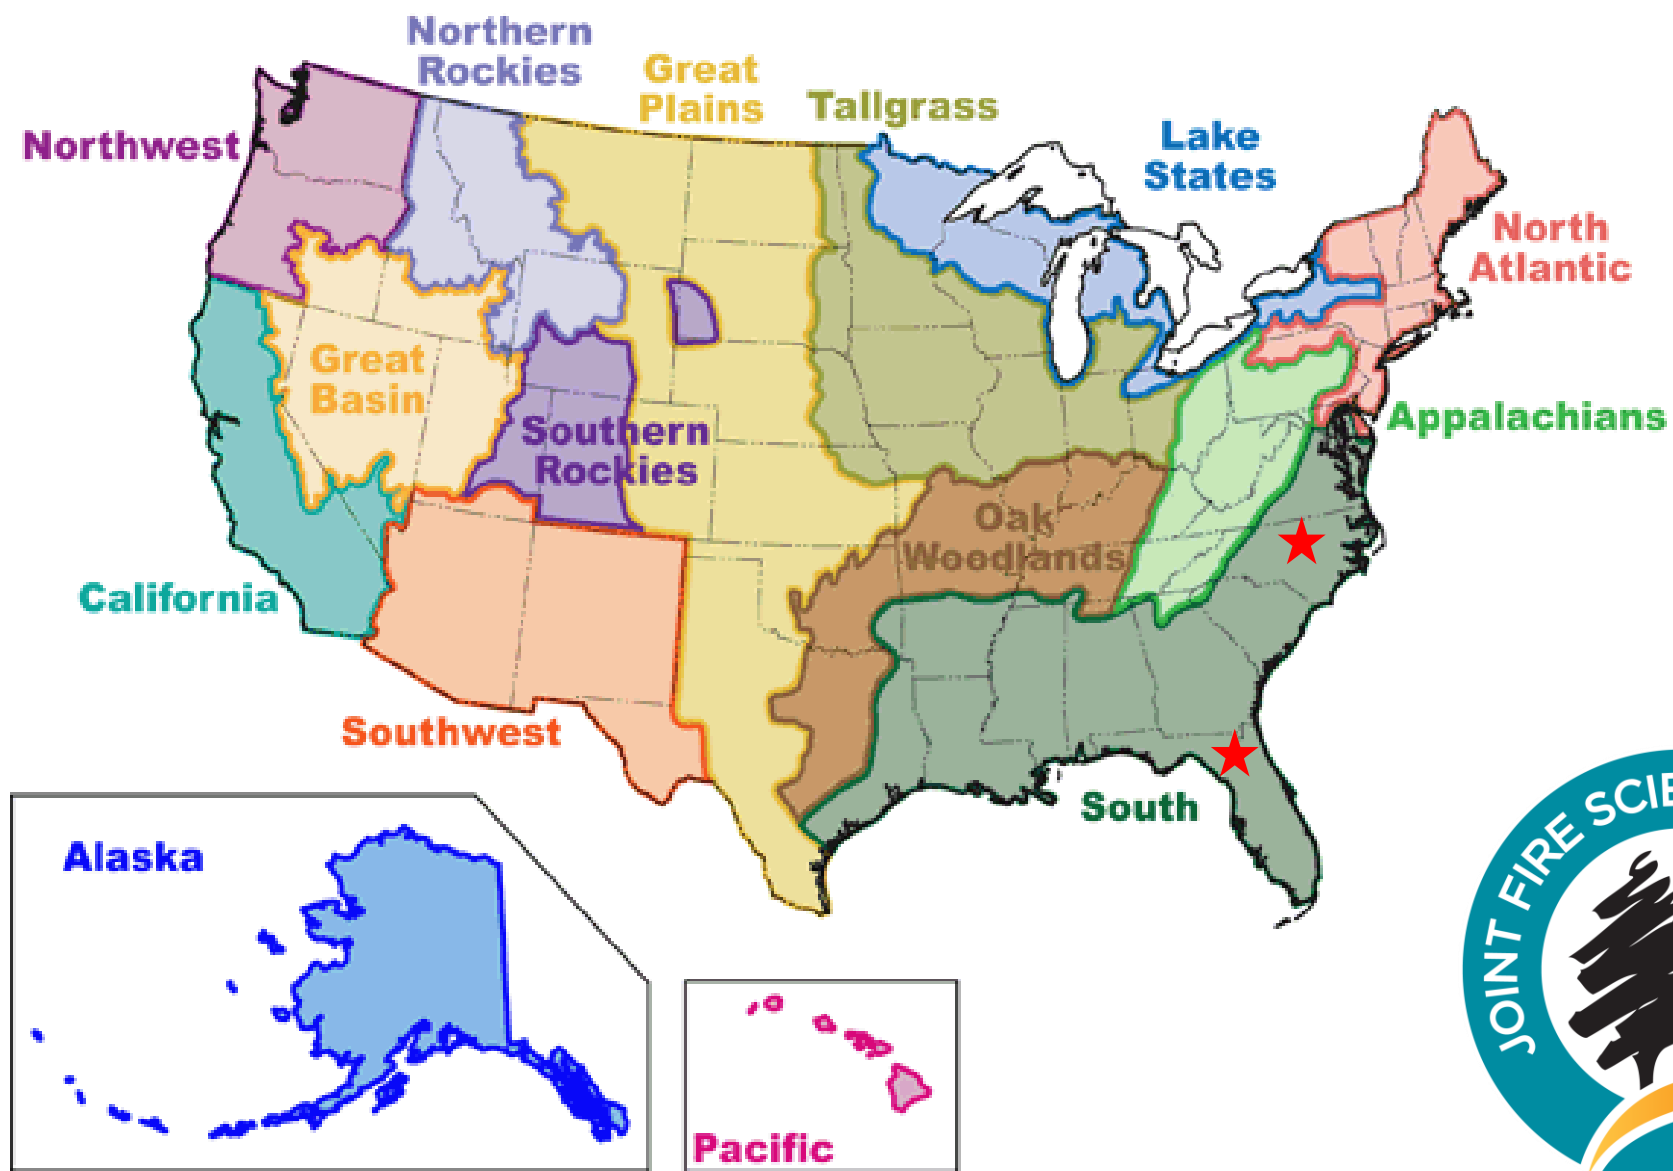 Northern
Rockies
Great
Plains
Tallgrass
Lake
States
Northwest
North
Atlantic
Great
Basin
Appalachians
Southern
Rockies
Oak
Woodlands
California
Southwest
South
Alaska
Pacific
JOINT FIRE SCIE